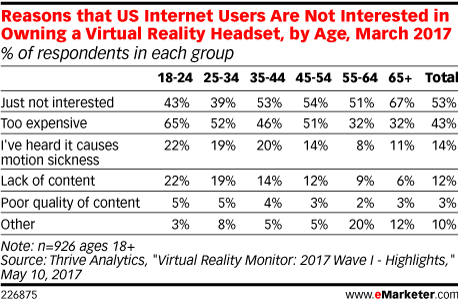 Reasons that US Internet Users Are Not Interested in
Owning a Virtual Reality Headset, by Age, March 2017
% of respondents in each group
18-24 25-34 35-44 45-54 55-64 65+ Total
Just not interested 43% 39% 53% 54% 51% 67% 53%
Too expensive 65% 52% 46% 51% 32% 32% 43%
I've heard it causes
motion sickness 22% 19% 20% 14% 8% 11% 14%
Lack of content 22% 19% 14% 12% 9% 6% 12%
Poor quality of content 5% 5% 4% 3% 2% 3% 3%
Other 3% 8% 5% 5% 20% 12% 10%
Note: n=926 ages 18+
Source: Thrive Analytics, "Virtual Reality Monitor: 2017 Wave I - Highlights,"
May 10, 2017
226875 www.eMarketer.com